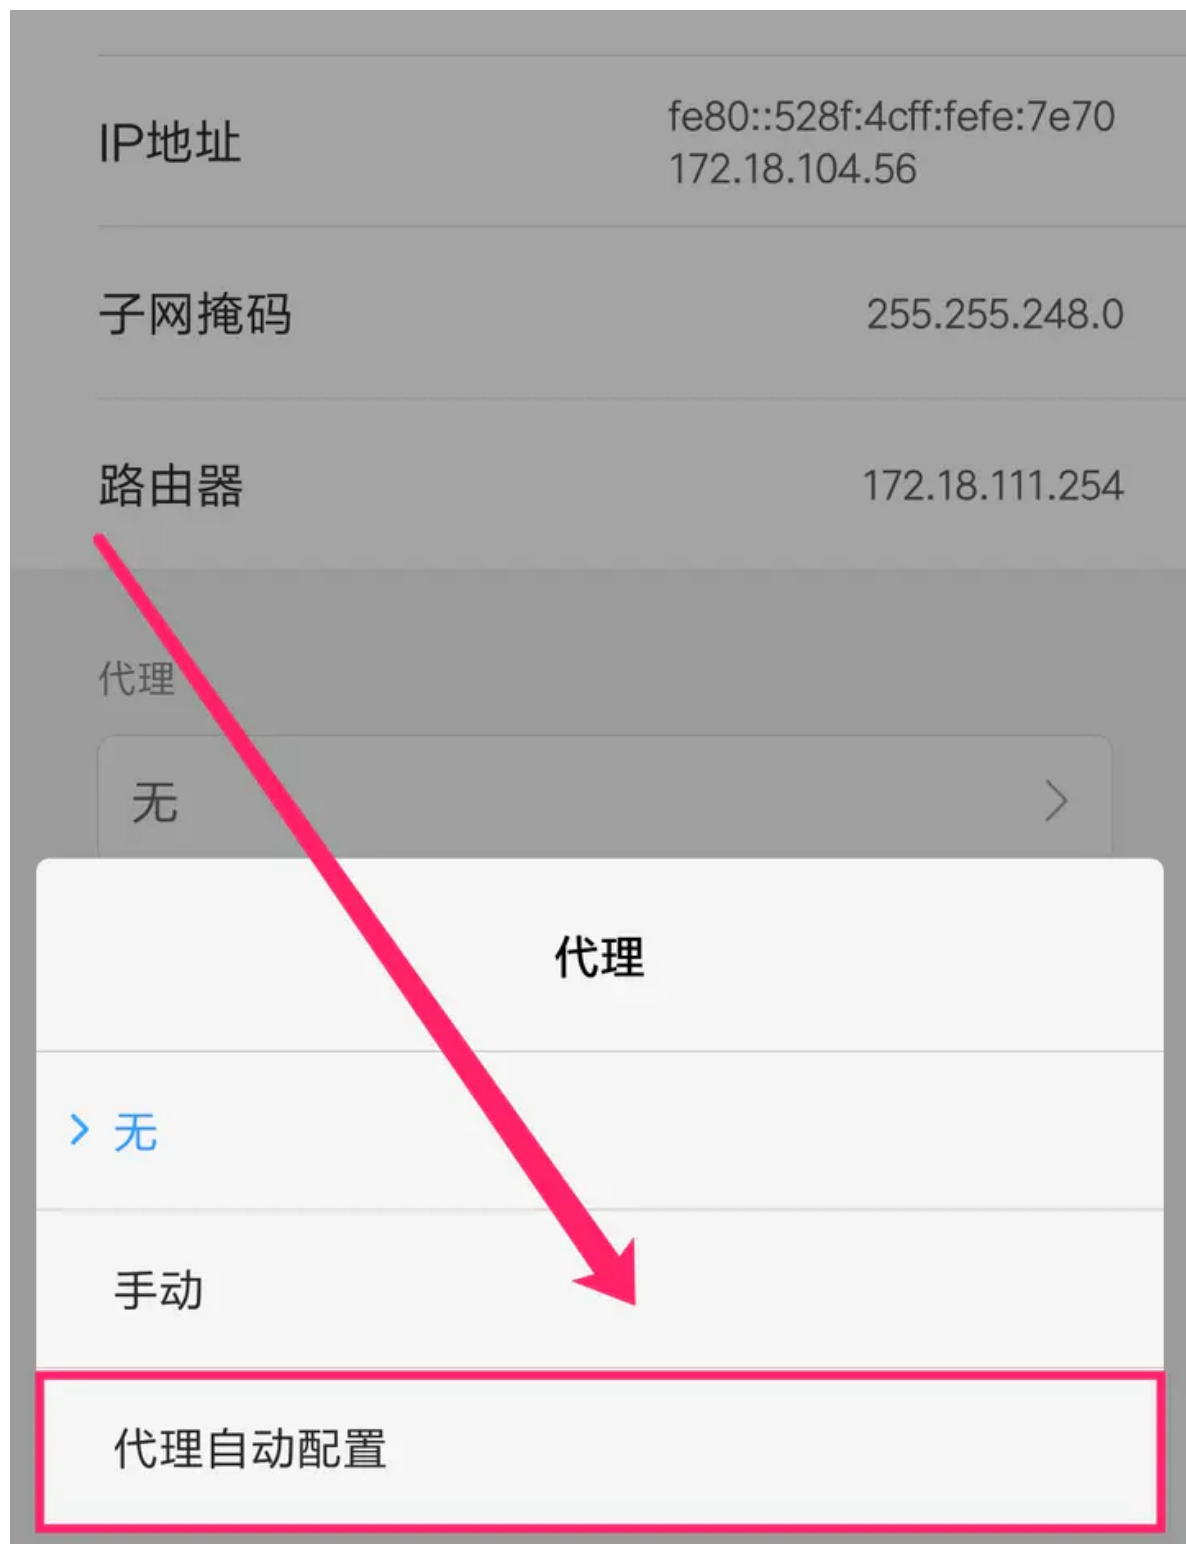 IP地址
fe80::528f:4cff:fefe:7e70
172.18.104.56
子网掩码
255.255.248.0
路由器
172.18.111.254
代理
无
代理
无
手动
代理自动配置